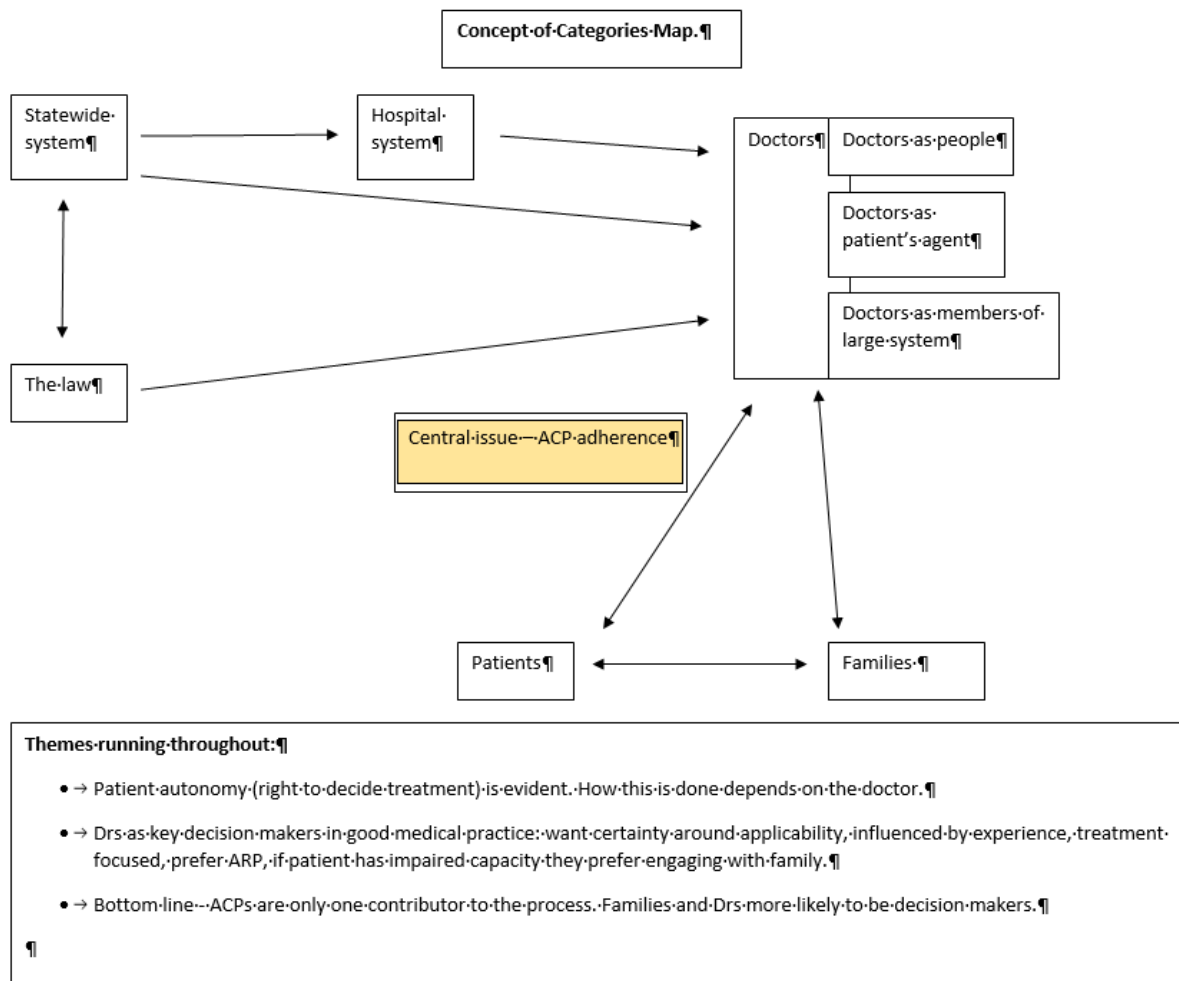 Concept·of·Categories·Map.¶
Statewide·
system¶
Hospital·
system¶
Doctors¶
Doctors·as·people¶
Doctors·as·
patient’s·agent¶
Doctors·as·members·of·
large·system¶
The·law¶
Central·issue·–·ACP·adherence¶
Patients¶
Families·¶
Themes·running·throughout:¶
•→Patient·autonomy·(right·to·decide·treatment)·is·evident.·How·this·is·done·depends·on·the·doctor.¶
•→Drs·as·key·decision·makers·in·good·medical·practice:·want·certainty·around·applicability,·influenced·by·experience,·treatment·
focused,·prefer·ARP,·if·patient·has·impaired·capacity·they·prefer·engaging·with·family.¶
•→Bottom·line·-·ACPs·are·only·one·contributor·to·the·process.·Families·and·Drs·more·likely·to·be·decision·makers.¶
¶